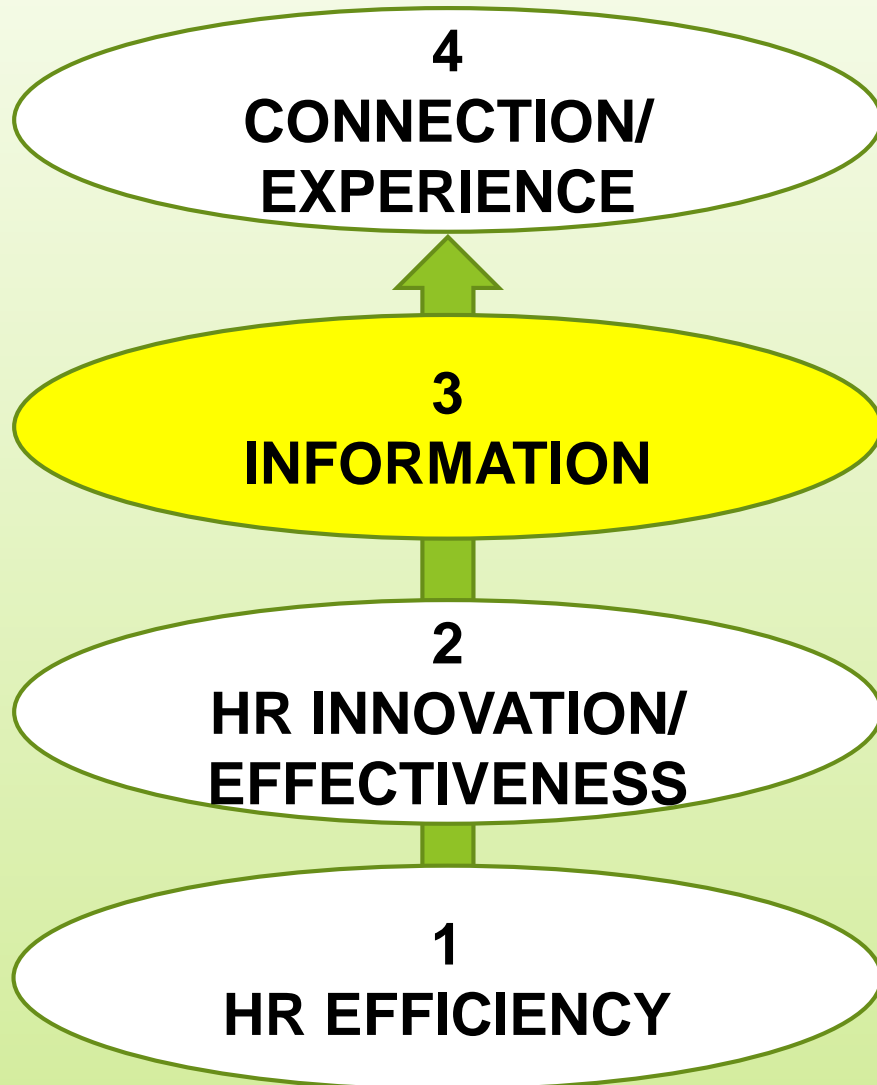 4
CONNECTION/
EXPERIENCE
3
INFORMATION
2
HR INNOVATION/
EFFECTIVENESS
1
HR EFFICIENCY